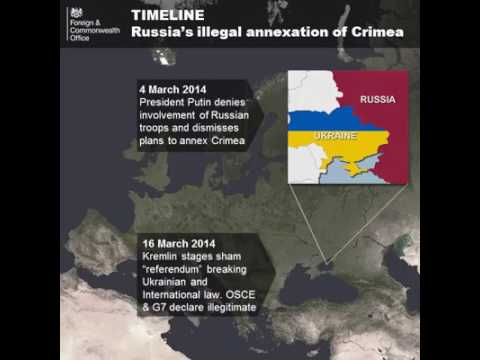 Foreign &
Commonwealth
Office
TIMELINE
Russia's illegal annexation of Crimea
4 March 2014
President Putin denies
involvement of Russian
troops and dismisses
plans to annex Crimea
RUSSIA
UKRAINE
16 March 2014
Kremlin stages sham
"referendum" breaking
Ukrainian and
International law. OSCE
& G7 declare illegitimate